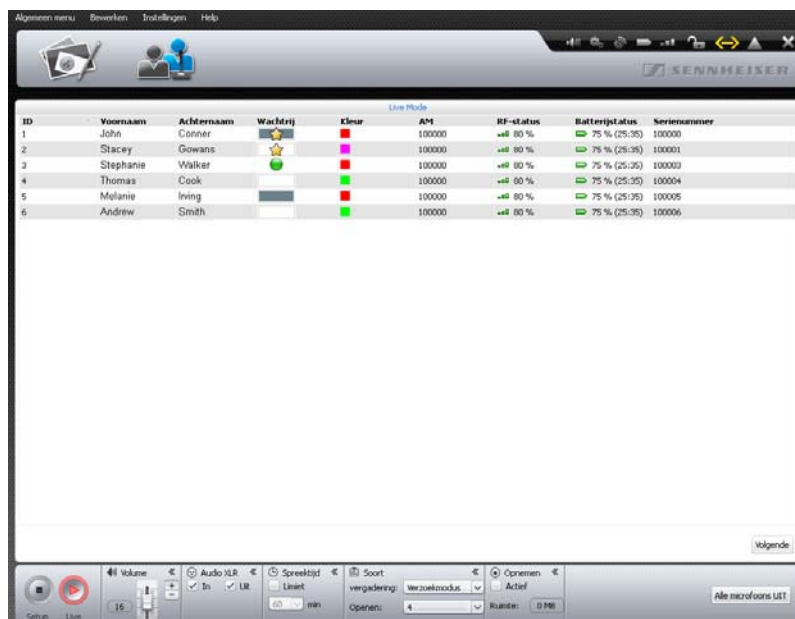 Algemeen menu Bewerken Instellingen Help
SENNHEISER
Live Mode
ID Voornaam Achternaam Wachtrij Kleur AM RF-status Batterijstatus Serienummer
1 John Conner 100000 80 % 75 % (25:35) 100000
2 Stacey Gowans 100000 80 % 75 % (25:35) 100001
3 Stephanie Walker 100000 80 % 75 % (25:35) 100003
4 Thomas Cook 100000 80 % 75 % (25:35) 100004
5 Melanie Irving 100000 80 % 75 % (25:35) 100005
6 Andrew Smith 100000 80 % 75 % (25:35) 100006
Volgende
Volume Audio XLR Spreektijd Soort Opnemen
In UR Limiet vergadering: Verzoekmodus Actief
16 60 min Openen: 4 Ruimte: 0 MB
Alle microfoons UIT
Setup Live